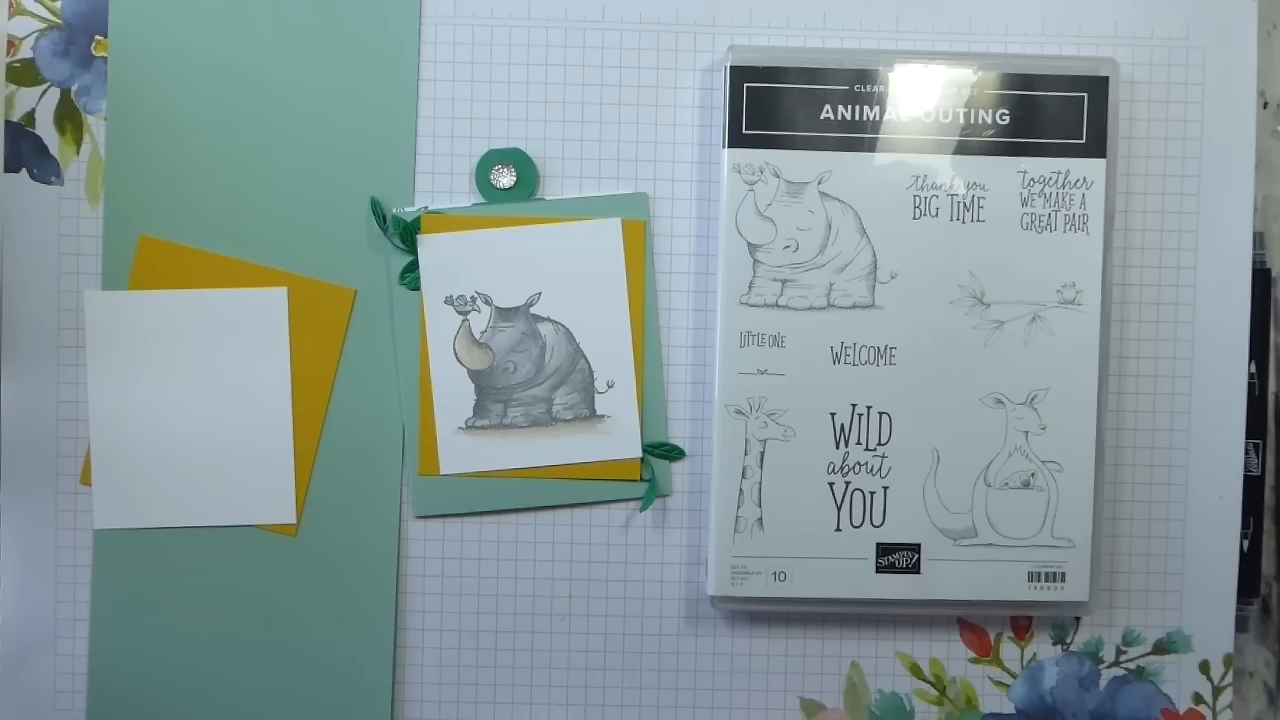 ANIMAL OUTING
thank you
BIG TIME
together
WE MAKE A
GREAT PAIR
LITTLE ONE
WELCOME
WILD
about
YOU
STAMPIN' UP!
10